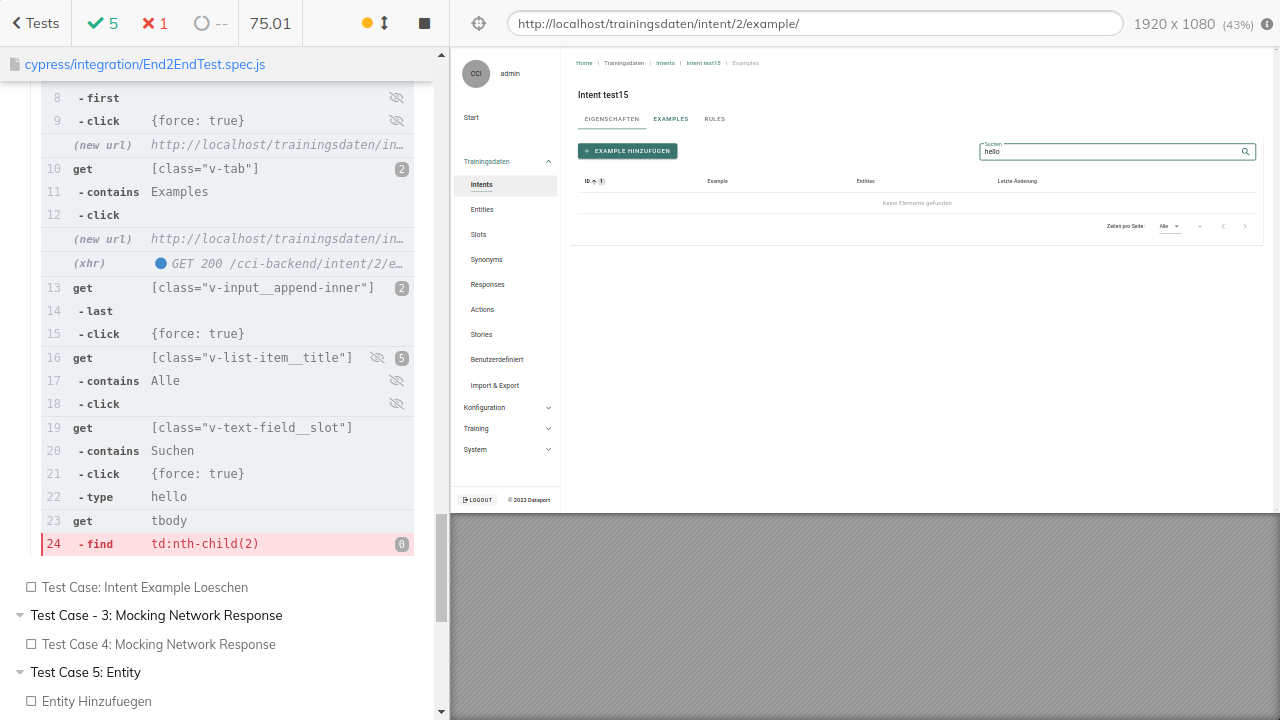 Tests
5
1
--
75.01
http://localhost/trainingsdaten/intent/2/example/
1920 x 1080 (43%)
cypress/integration/End2EndTest.spec.js
8 -first
9 -click {force: true}
(new url) http://localhost/trainingsdaten/in…
10 get [class="v-tab"] 2
11 -contains Examples
12 -click
(new url) http://localhost/trainingsdaten/in…
(xhr) GET 200 /cci-backend/intent/2/e…
13 get [class="v-input__append-inner"] 2
14 -last
15 -click {force: true}
16 get [class="v-list-item__title"] 5
17 -contains Alle
18 -click
19 get [class="v-text-field__slot"]
20 -contains Suchen
21 -click {force: true}
22 -type hello
23 get tbody
24 -find td:nth-child(2) 0
Test Case: Intent Example Loeschen
Test Case - 3: Mocking Network Response
Test Case 4: Mocking Network Response
Test Case 5: Entity
Entity Hinzufuegen
CCI admin
Start
Trainingsdaten
Intents
Entities
Slots
Synonyms
Responses
Actions
Stories
Benutzerdefiniert
Import & Export
Konfiguration
Training
System
LOGOUT © 2022 Dataport
Home | Trainingsdaten | Intents | Intent test15 | Examples
Intent test15
EIGENSCHAFTEN EXAMPLES RULES
+ EXAMPLE HINZUFÜGEN
Suchen
hello
ID 1 Example Entities Letzte Änderung
Keine Elemente gefunden
Zeilen pro Seite: Alle –